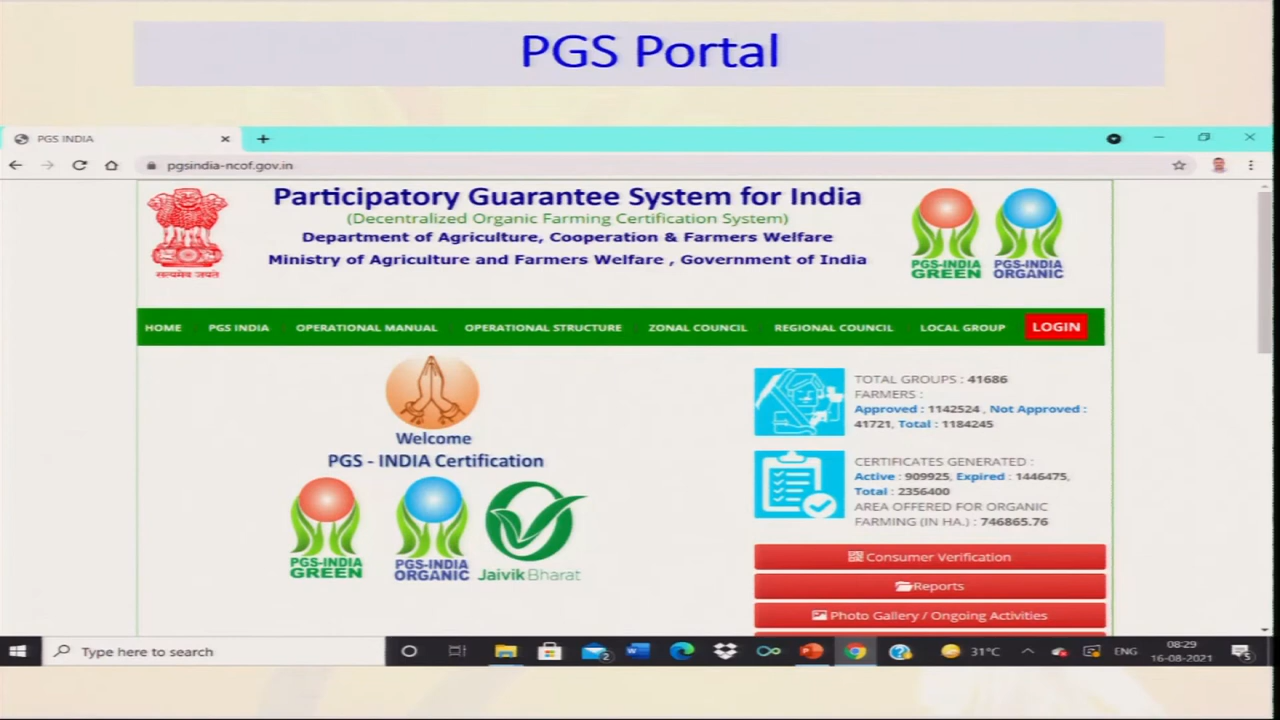 PGS Portal
PGS INDIA
pgsindia-ncof.gov.in
Participatory Guarantee System for India
(Decentralized Organic Farming Certification System)
Department of Agriculture, Cooperation & Farmers Welfare
Ministry of Agriculture and Farmers Welfare , Government of India
सत्यमेव जयते
PGS-INDIA
GREEN
PGS-INDIA
ORGANIC
HOME PGS INDIA OPERATIONAL MANUAL OPERATIONAL STRUCTURE ZONAL COUNCIL REGIONAL COUNCIL LOCAL GROUP LOGIN
Welcome
PGS - INDIA Certification
PGS-INDIA
GREEN
PGS-INDIA
ORGANIC
Jaivik Bharat
TOTAL GROUPS : 41686
FARMERS :
Approved : 1142524 , Not Approved :
41721, Total : 1184245
CERTIFICATES GENERATED :
Active : 909925, Expired : 1446475,
Total : 2356400
AREA OFFERED FOR ORGANIC
FARMING (IN HA.) : 746865.76
Consumer Verification
Reports
Photo Gallery / Ongoing Activities
Type here to search
2
31°C
ENG
08:29
16-08-2021
5